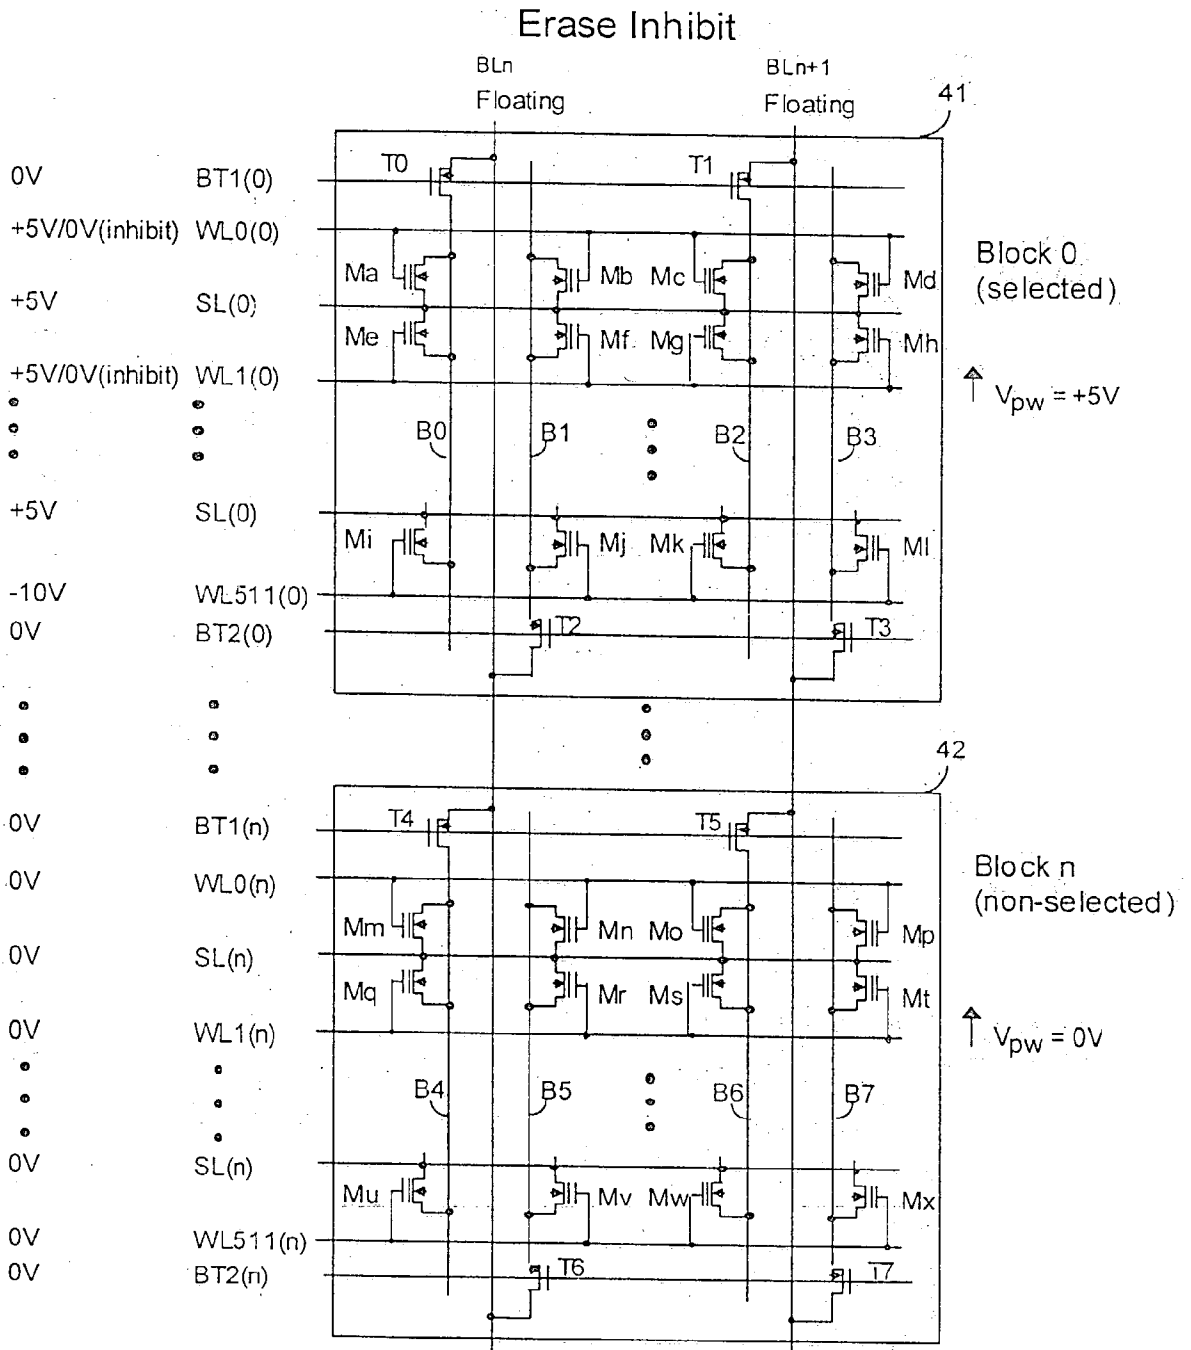 Erase Inhibit
BLn BLn+1
Floating Floating
41
0V BT1(0) T0 T1
+5V/0V(inhibit) WL0(0)
Block 0
(selected)
Ma Mb Mc Md
+5V SL(0)
Me Mf Mg Mh
+5V/0V(inhibit) WL1(0)
Vpw = +5V
B0 B1 B2 B3
+5V SL(0)
Mi Mj Mk Ml
-10V WL511(0)
0V BT2(0) T2 T3
42
0V BT1(n) T4 T5
0V WL0(n)
Block n
(non-selected)
Mm Mn Mo Mp
0V SL(n)
Mq Mr Ms Mt
0V WL1(n)
Vpw = 0V
B4 B5 B6 B7
0V SL(n)
Mu Mv Mw Mx
0V WL511(n)
0V BT2(n) T6 T7